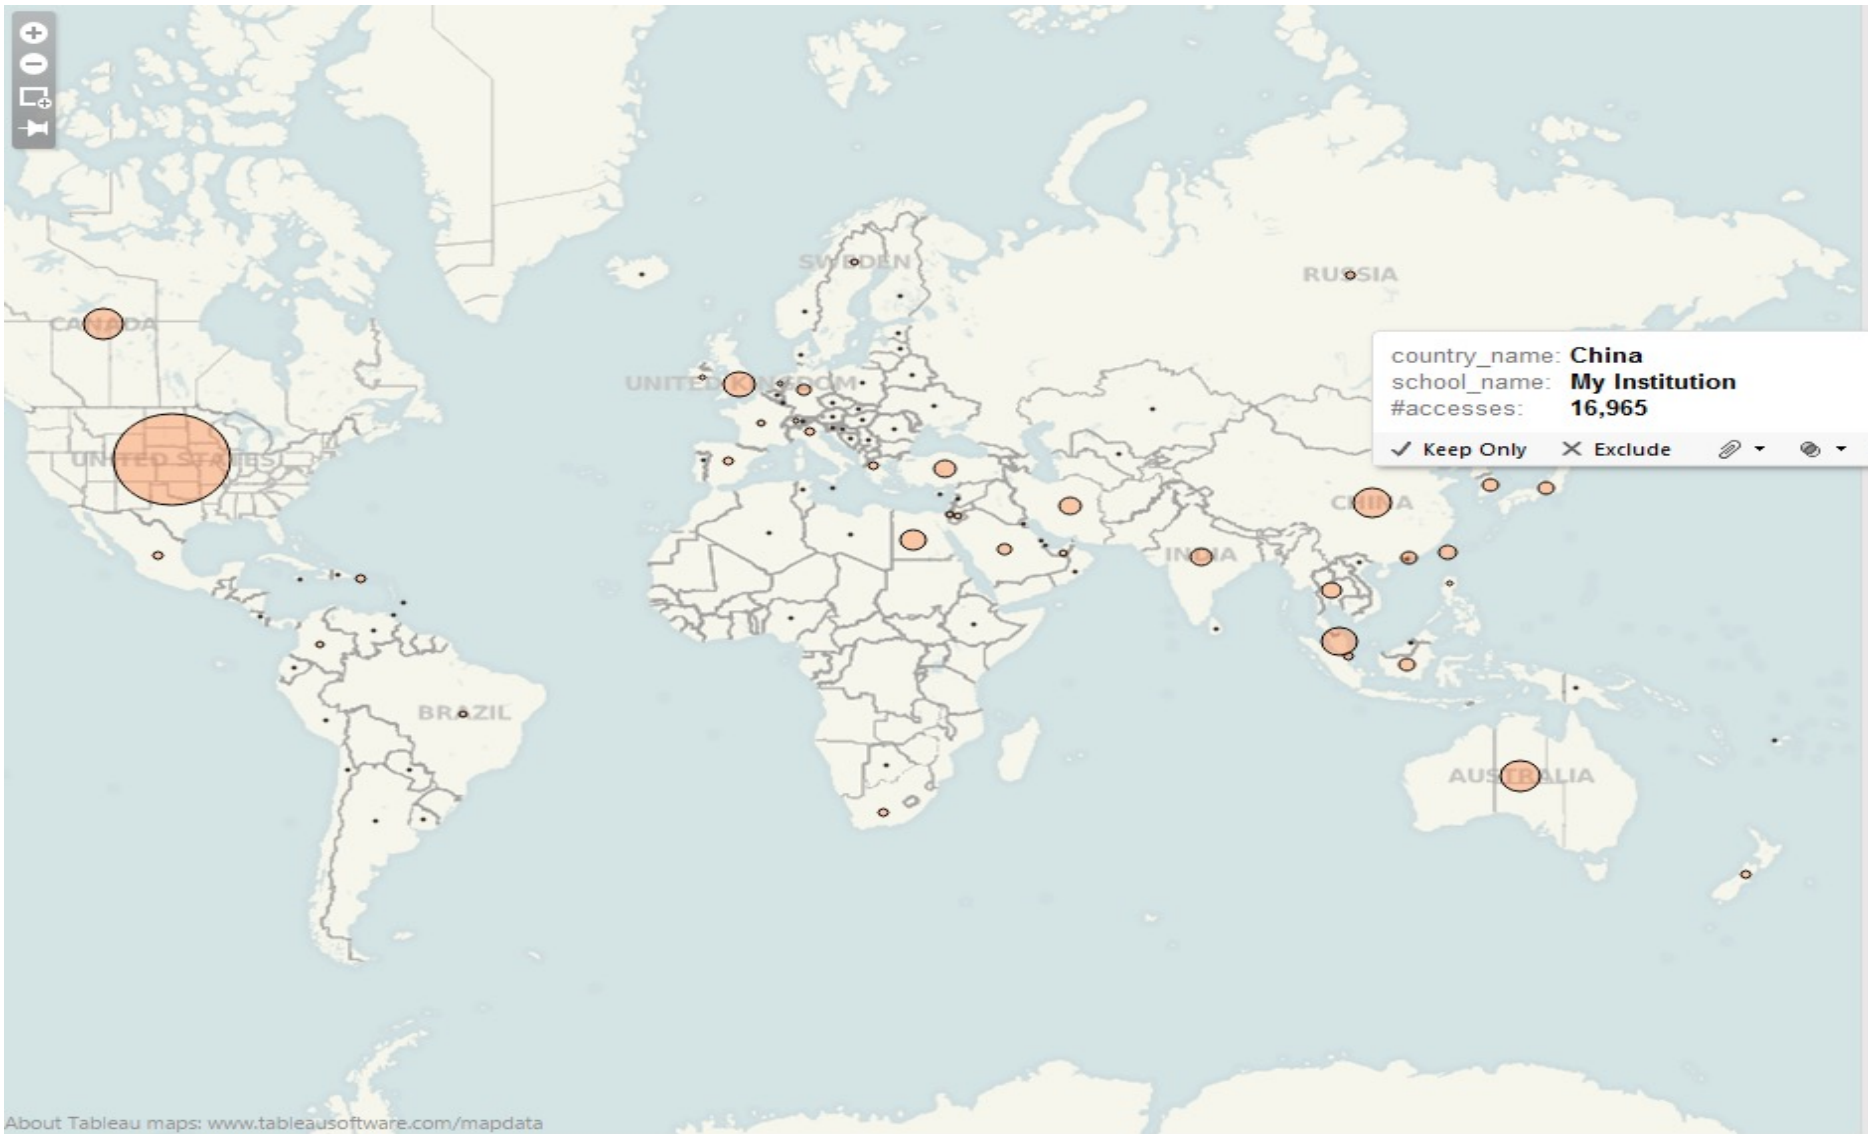 SWEDEN
RUSSIA
CANADA
country_name: China
school_name: My Institution
#accesses: 16,965
Keep Only Exclude
UNITED KINGDOM
UNITED STATES
CHINA
INDIA
BRAZIL
AUSTRALIA
About Tableau maps: www.tableausoftware.com/mapdata